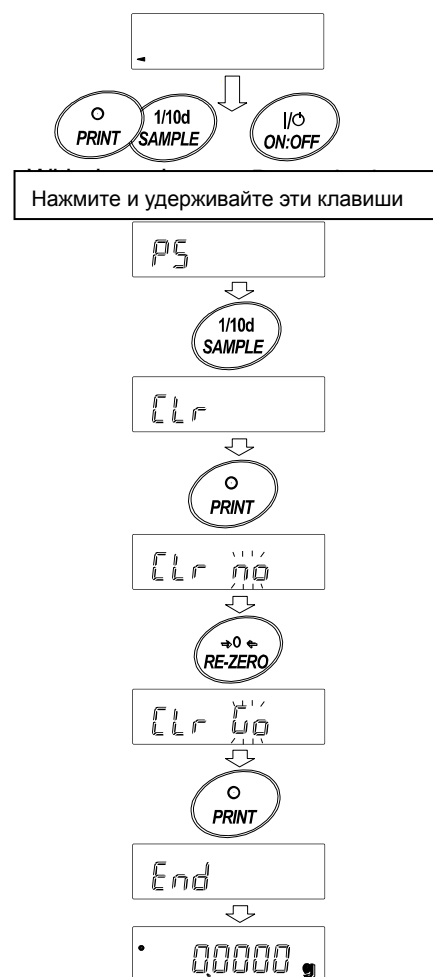 1/10d
PRINT SAMPLE
I/
ON:OFF
Нажмите и удерживайте эти клавиши
PS
1/10d
SAMPLE
CLr
PRINT
CLr no
→0←
RE-ZERO
CLr Go
PRINT
End
0.0000 g